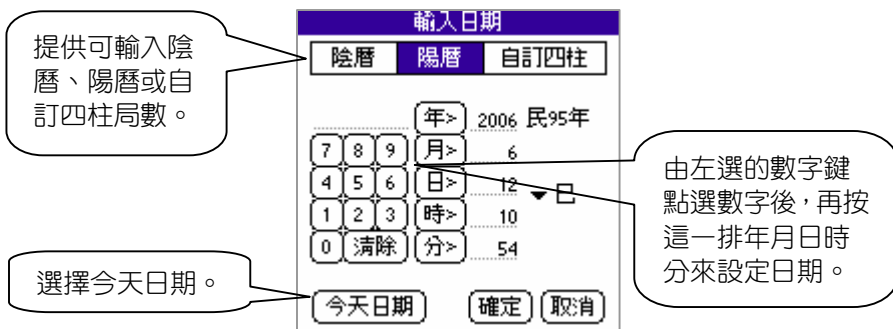 輸入日期
提供可輸入陰
曆、陽曆或自
訂四柱局數。
陰曆 陽曆 自訂四柱
年> 2006 民95年
7 8 9 月> 6
4 5 6 日> 12 巳
1 2 3 時> 10
0 清除 分> 54
由左選的數字鍵
點選數字後,再按
這一排年月日時
分來設定日期。
選擇今天日期。
今天日期 確定 取消